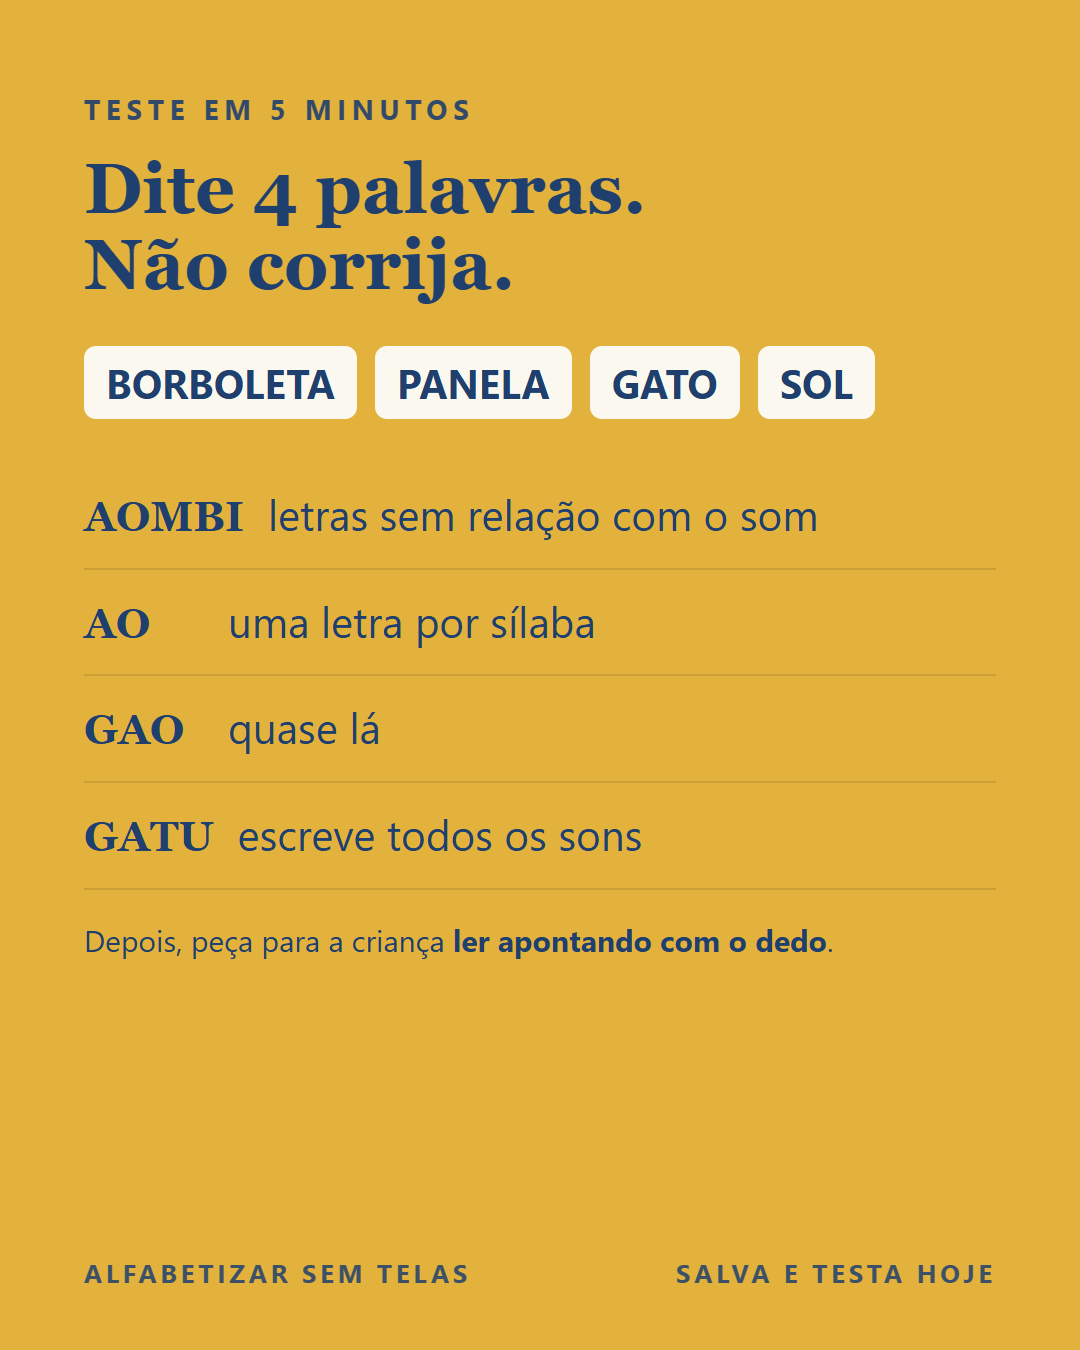 TESTE EM 5 MINUTOS
Dite 4 palavras.
Não corrija.
BORBOLETA PANELA GATO SOL
AOMBI letras sem relação com o som
AO uma letra por sílaba
GAO quase lá
GATU escreve todos os sons
Depois, peça para a criança ler apontando com o dedo.
ALFABETIZAR SEM TELAS SALVA E TESTA HOJE